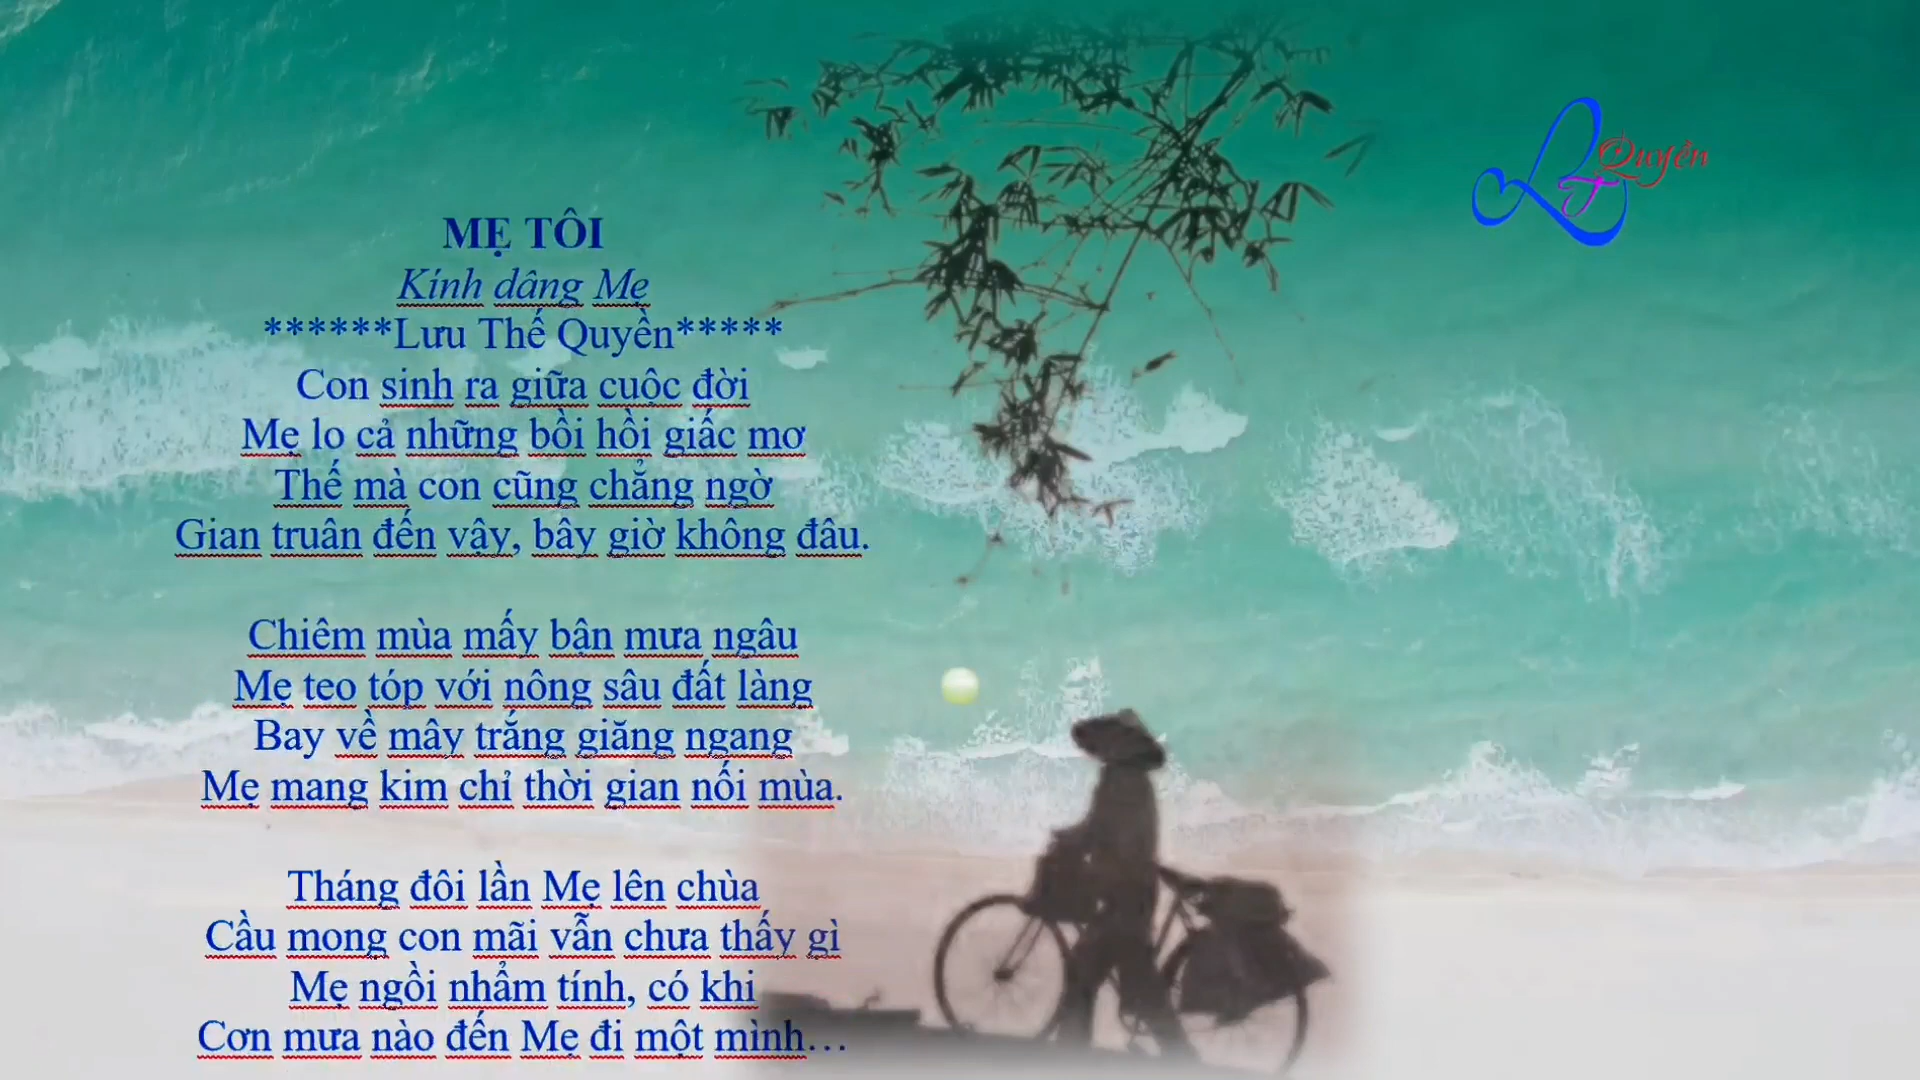 MẸ TÔI
Kính dâng Mẹ
******Lưu Thế Quyền*****
Con sinh ra giữa cuộc đời
Mẹ lo cả những bồi hồi giấc mơ
Thế mà con cũng chẳng ngờ
Gian truân đến vậy, bây giờ không đâu.
Chiêm mùa mấy bận mưa ngâu
Mẹ teo tóp với nông sâu đất làng
Bay về mây trắng giăng ngang
Mẹ mang kim chỉ thời gian nối mùa.
Tháng đôi lần Mẹ lên chùa
Cầu mong con mãi vẫn chưa thấy gì
Mẹ ngồi nhẩm tính, có khi
Cơn mưa nào đến Mẹ đi một mình…
LT Quyền